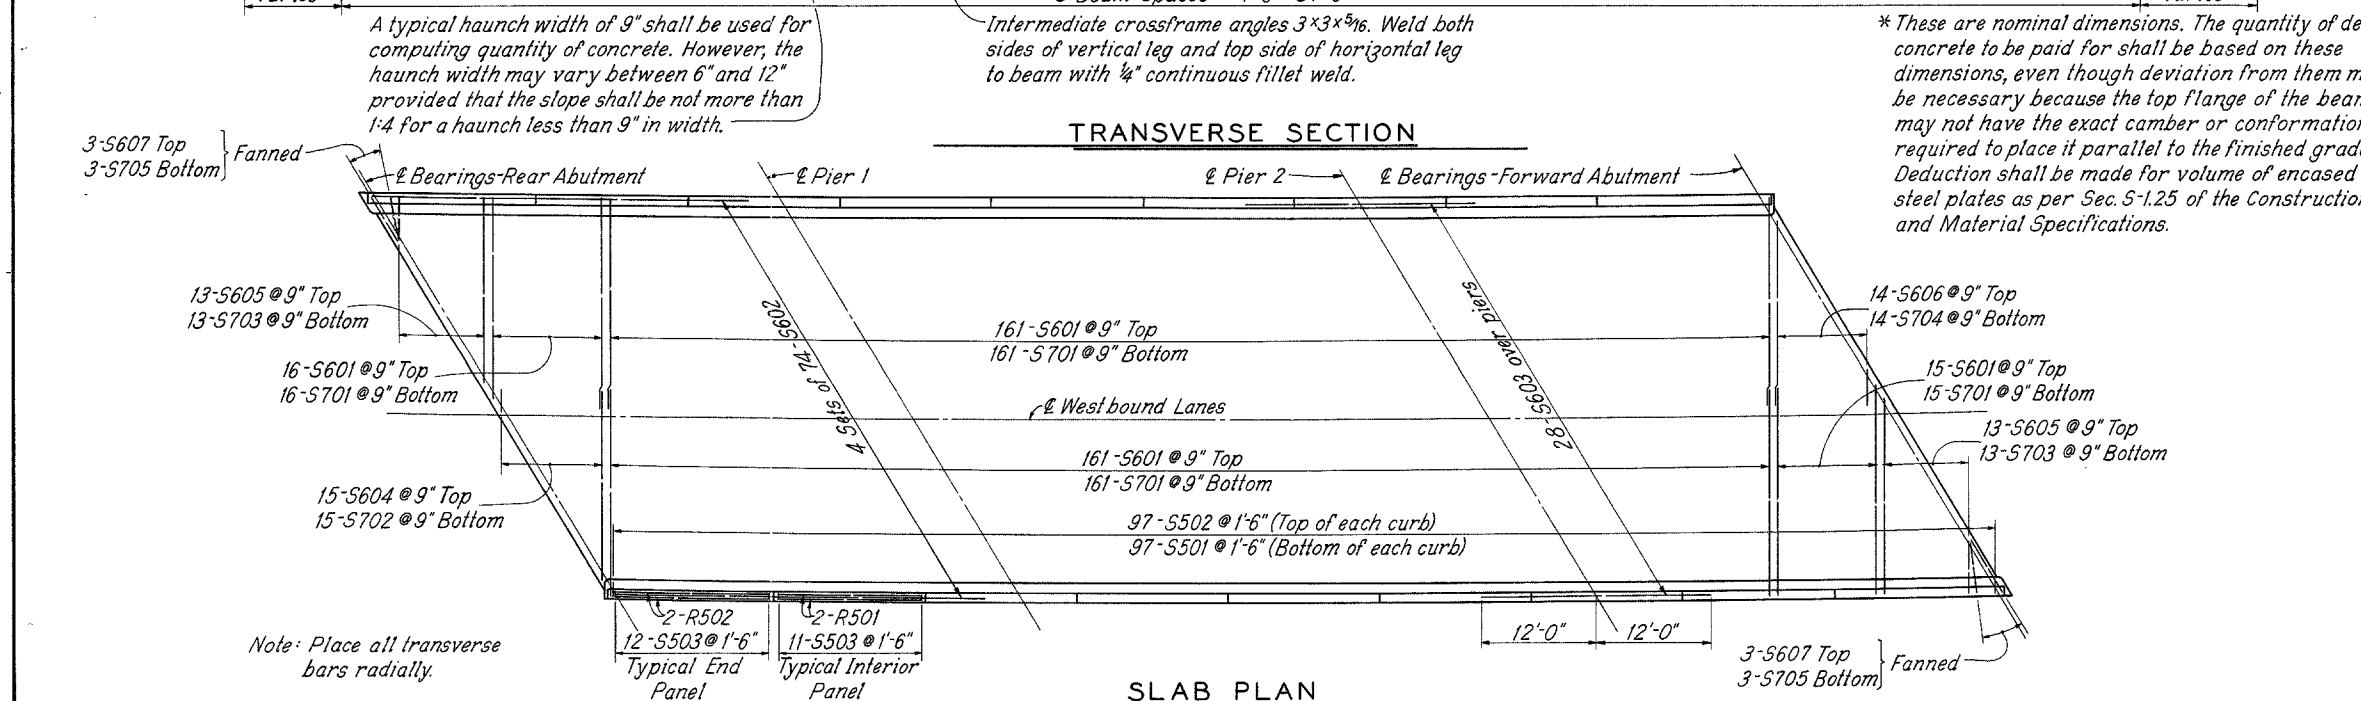 A typical haunch width of 9" shall be used for
computing quantity of concrete. However, the
haunch width may vary between 6" and 12"
provided that the slope shall be not more than
1:4 for a haunch less than 9" in width.
Intermediate crossframe angles 3×3×5/16. Weld both
sides of vertical leg and top side of horizontal leg
to beam with 1/4" continuous fillet weld.
* These are nominal dimensions. The quantity of
concrete to be paid for shall be based on these
dimensions, even though deviation from them
be necessary because the top flange of the
may not have the exact camber or
required to place it parallel to the finished
Deduction shall be made for volume of encased
steel plates as per Sec. S-1.25 of the
and Material Specifications.
TRANSVERSE SECTION
3-S607 Top
3-S705 Bottom
Fanned
℄ Bearings-Rear Abutment
℄ Pier 1
℄ Pier 2
℄ Bearings-Forward Abutment
13-S605 @ 9" Top
13-S703 @ 9" Bottom
16-S601 @ 9" Top
16-S701 @ 9" Bottom
15-S604 @ 9" Top
15-S702 @ 9" Bottom
4 Sets of 74-S602
161-S601 @ 9" Top
161-S701 @ 9" Bottom
28-S603 over Piers
℄ Westbound Lanes
161-S601 @ 9" Top
161-S701 @ 9" Bottom
97-S502 @ 1'-6" (Top of each curb)
97-S501 @ 1'-6" (Bottom of each curb)
14-S606 @ 9" Top
14-S704 @ 9" Bottom
15-S601 @ 9" Top
15-S701 @ 9" Bottom
13-S605 @ 9" Top
13-S703 @ 9" Bottom
2-R502
12-S503 @ 1'-6"
Typical End
Panel
2-R501
11-S503 @ 1'-6"
Typical Interior
Panel
12'-0"
12'-0"
3-S607 Top
3-S705 Bottom
Fanned
Note: Place all transverse
bars radially.
SLAB PLAN